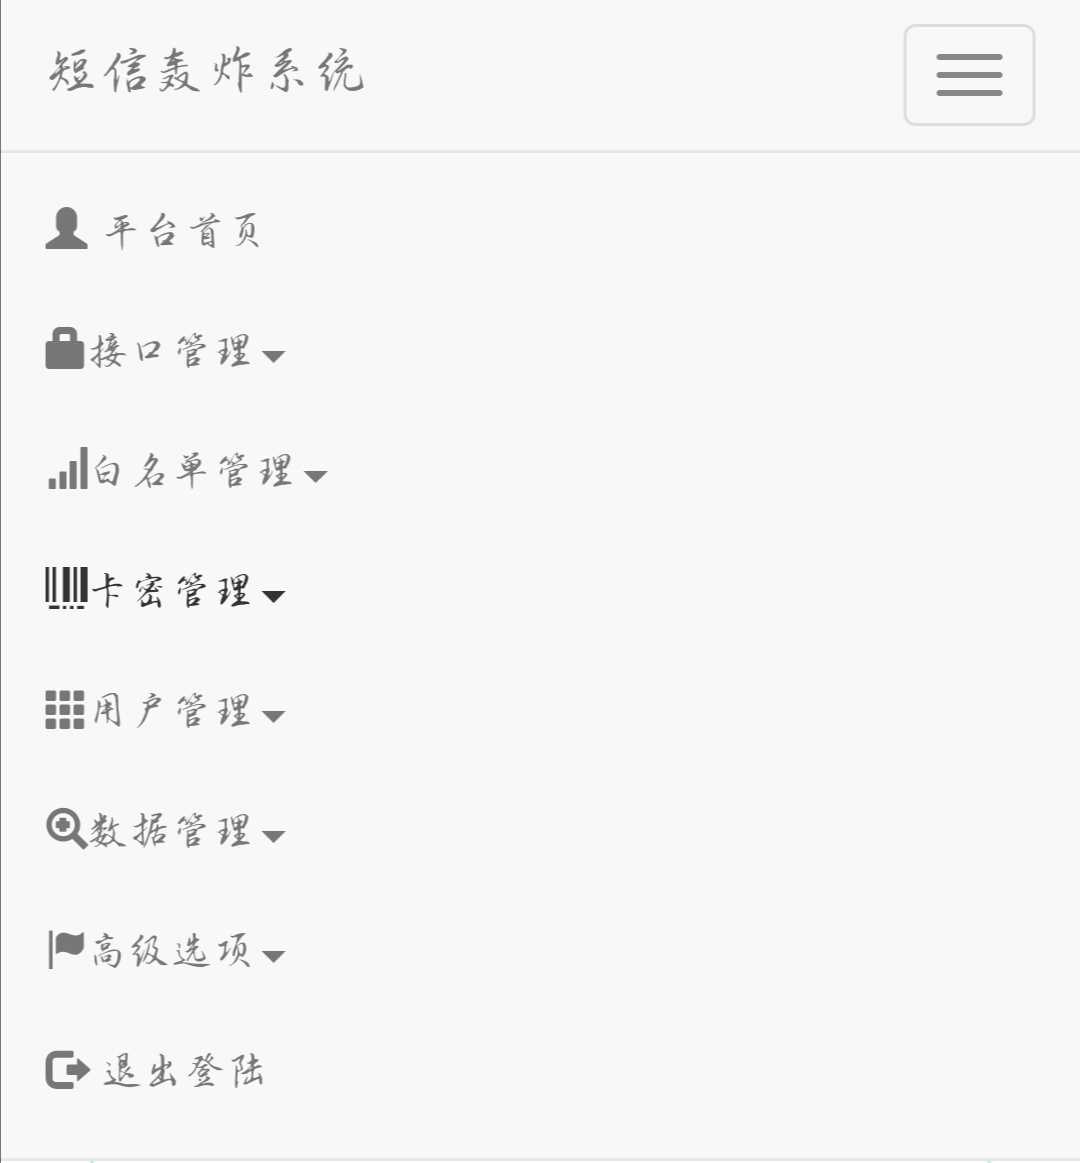 短信轰炸系统
平台首页
接口管理
白名单管理
卡密管理
用户管理
数据管理
高级选项
退出登陆